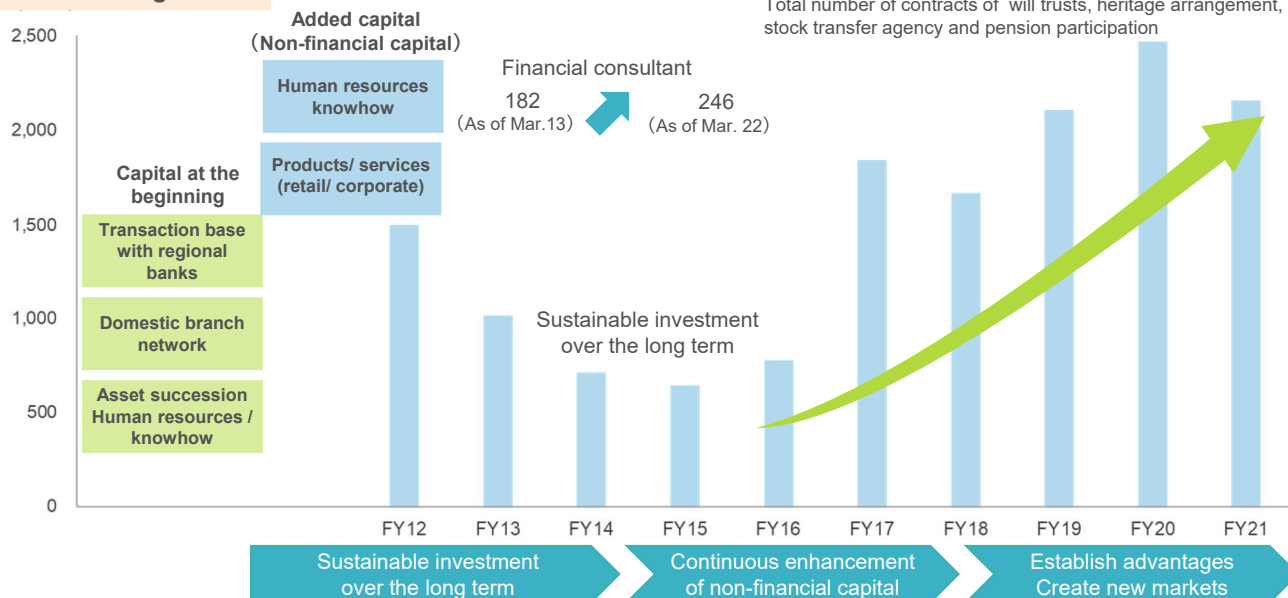 Total number of contracts of will trusts, heritage arrangement,
stock transfer agency and pension participation
Added capital
（Non-financial capital）
Human resources
knowhow
Products/ services
(retail/ corporate)
Financial consultant
182
（As of Mar.13）
246
（As of Mar. 22）
Capital at the
beginning
Transaction base
with regional
banks
Domestic branch
network
Asset succession
Human resources /
knowhow
Sustainable investment
over the long term
2,500
2,000
1,500
1,000
500
0
FY12 FY13 FY14 FY15 FY16 FY17 FY18 FY19 FY20 FY21
Sustainable investment
over the long term
Continuous enhancement
of non-financial capital
Establish advantages
Create new markets